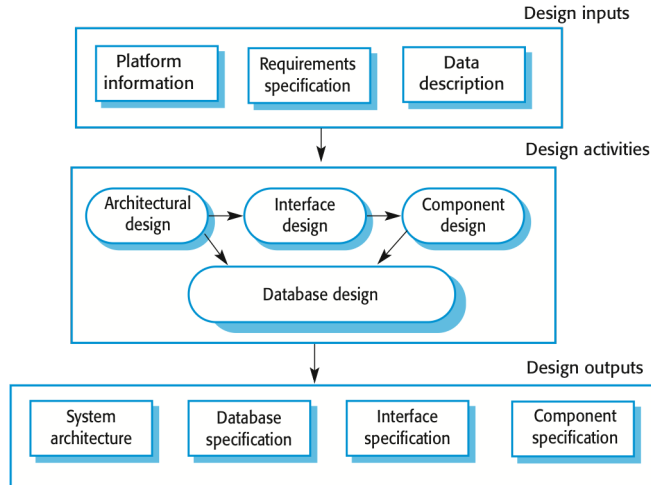 Design inputs
Platform
information
Requirements
specification
Data
description
Design activities
Architectural
design
Interface
design
Component
design
Database design
Design outputs
System
architecture
Database
specification
Interface
specification
Component
specification